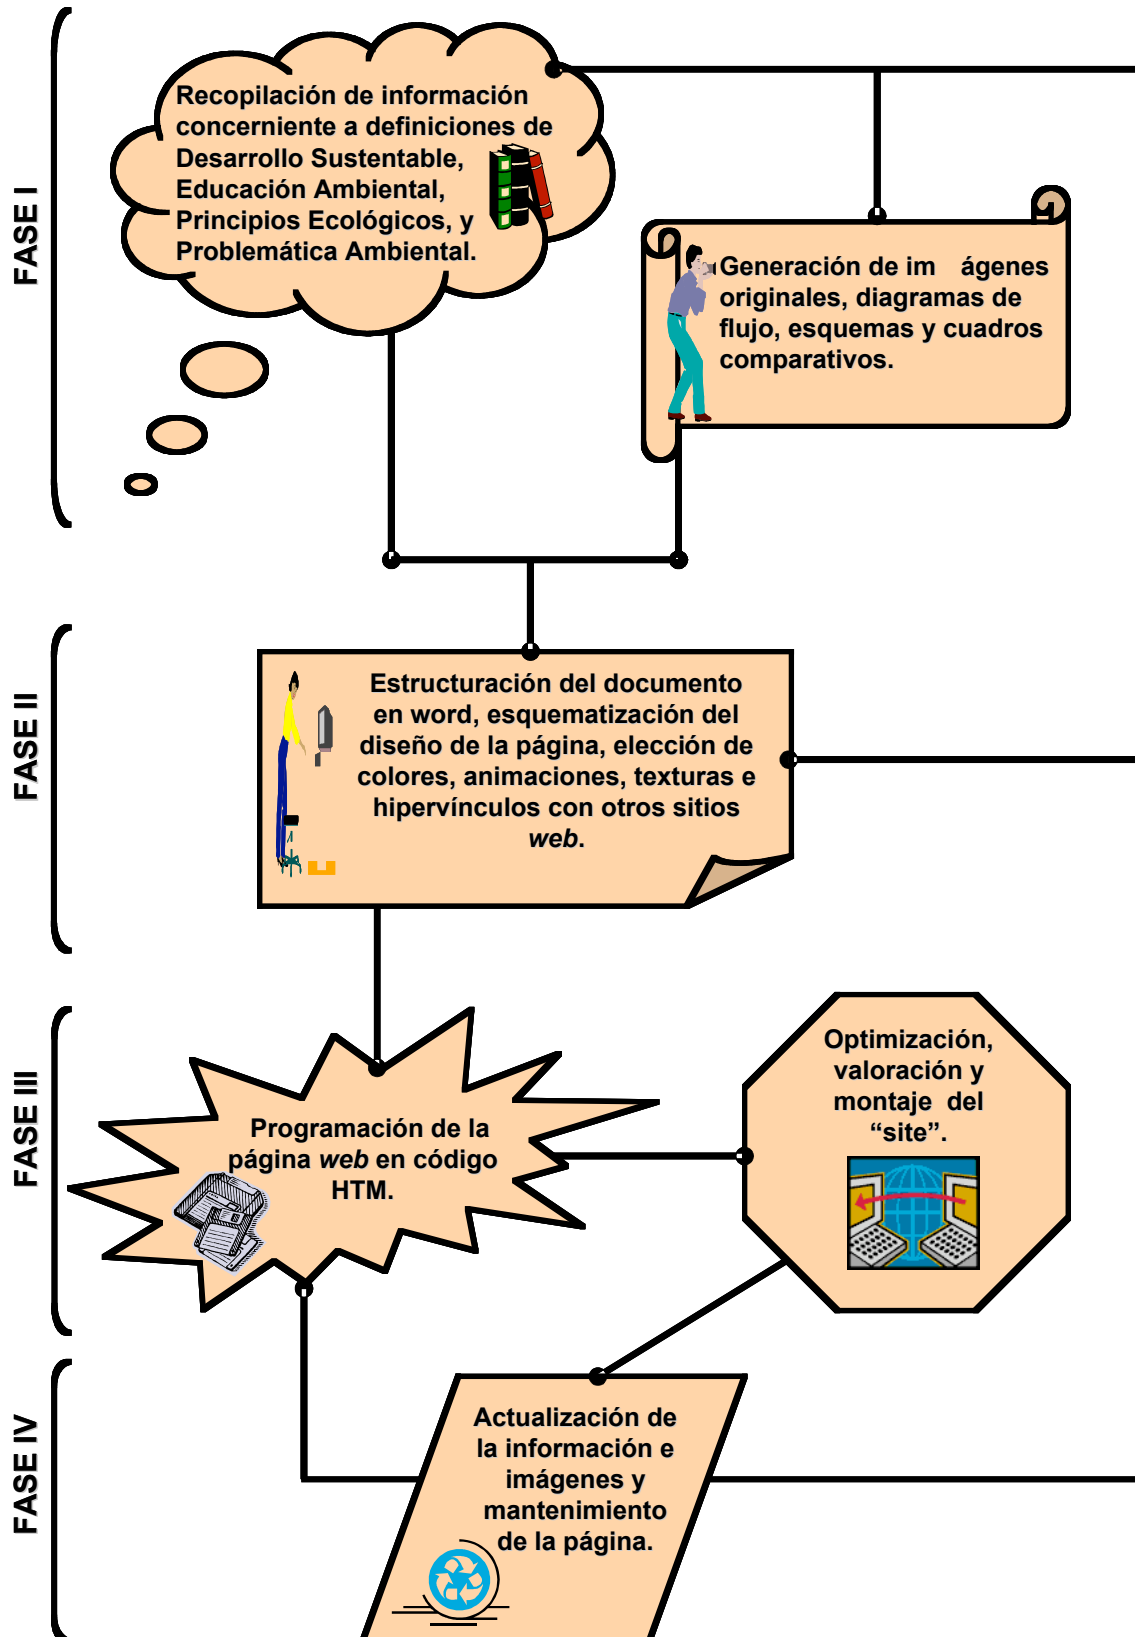 FASE I
Recopilación de información
concerniente a definiciones de
Desarrollo Sustentable,
Educación Ambiental,
Principios Ecológicos, y
Problemática Ambiental.
Generación de im ágenes
originales, diagramas de
flujo, esquemas y cuadros
comparativos.
FASE II
Estructuración del documento
en word, esquematización del
diseño de la página, elección de
colores, animaciones, texturas e
hipervínculos con otros sitios
web.
FASE III
Programación de la
página web en código
HTM.
Optimización,
valoración y
montaje del
“site”.
FASE IV
Actualización de
la información e
imágenes y
mantenimiento
de la página.